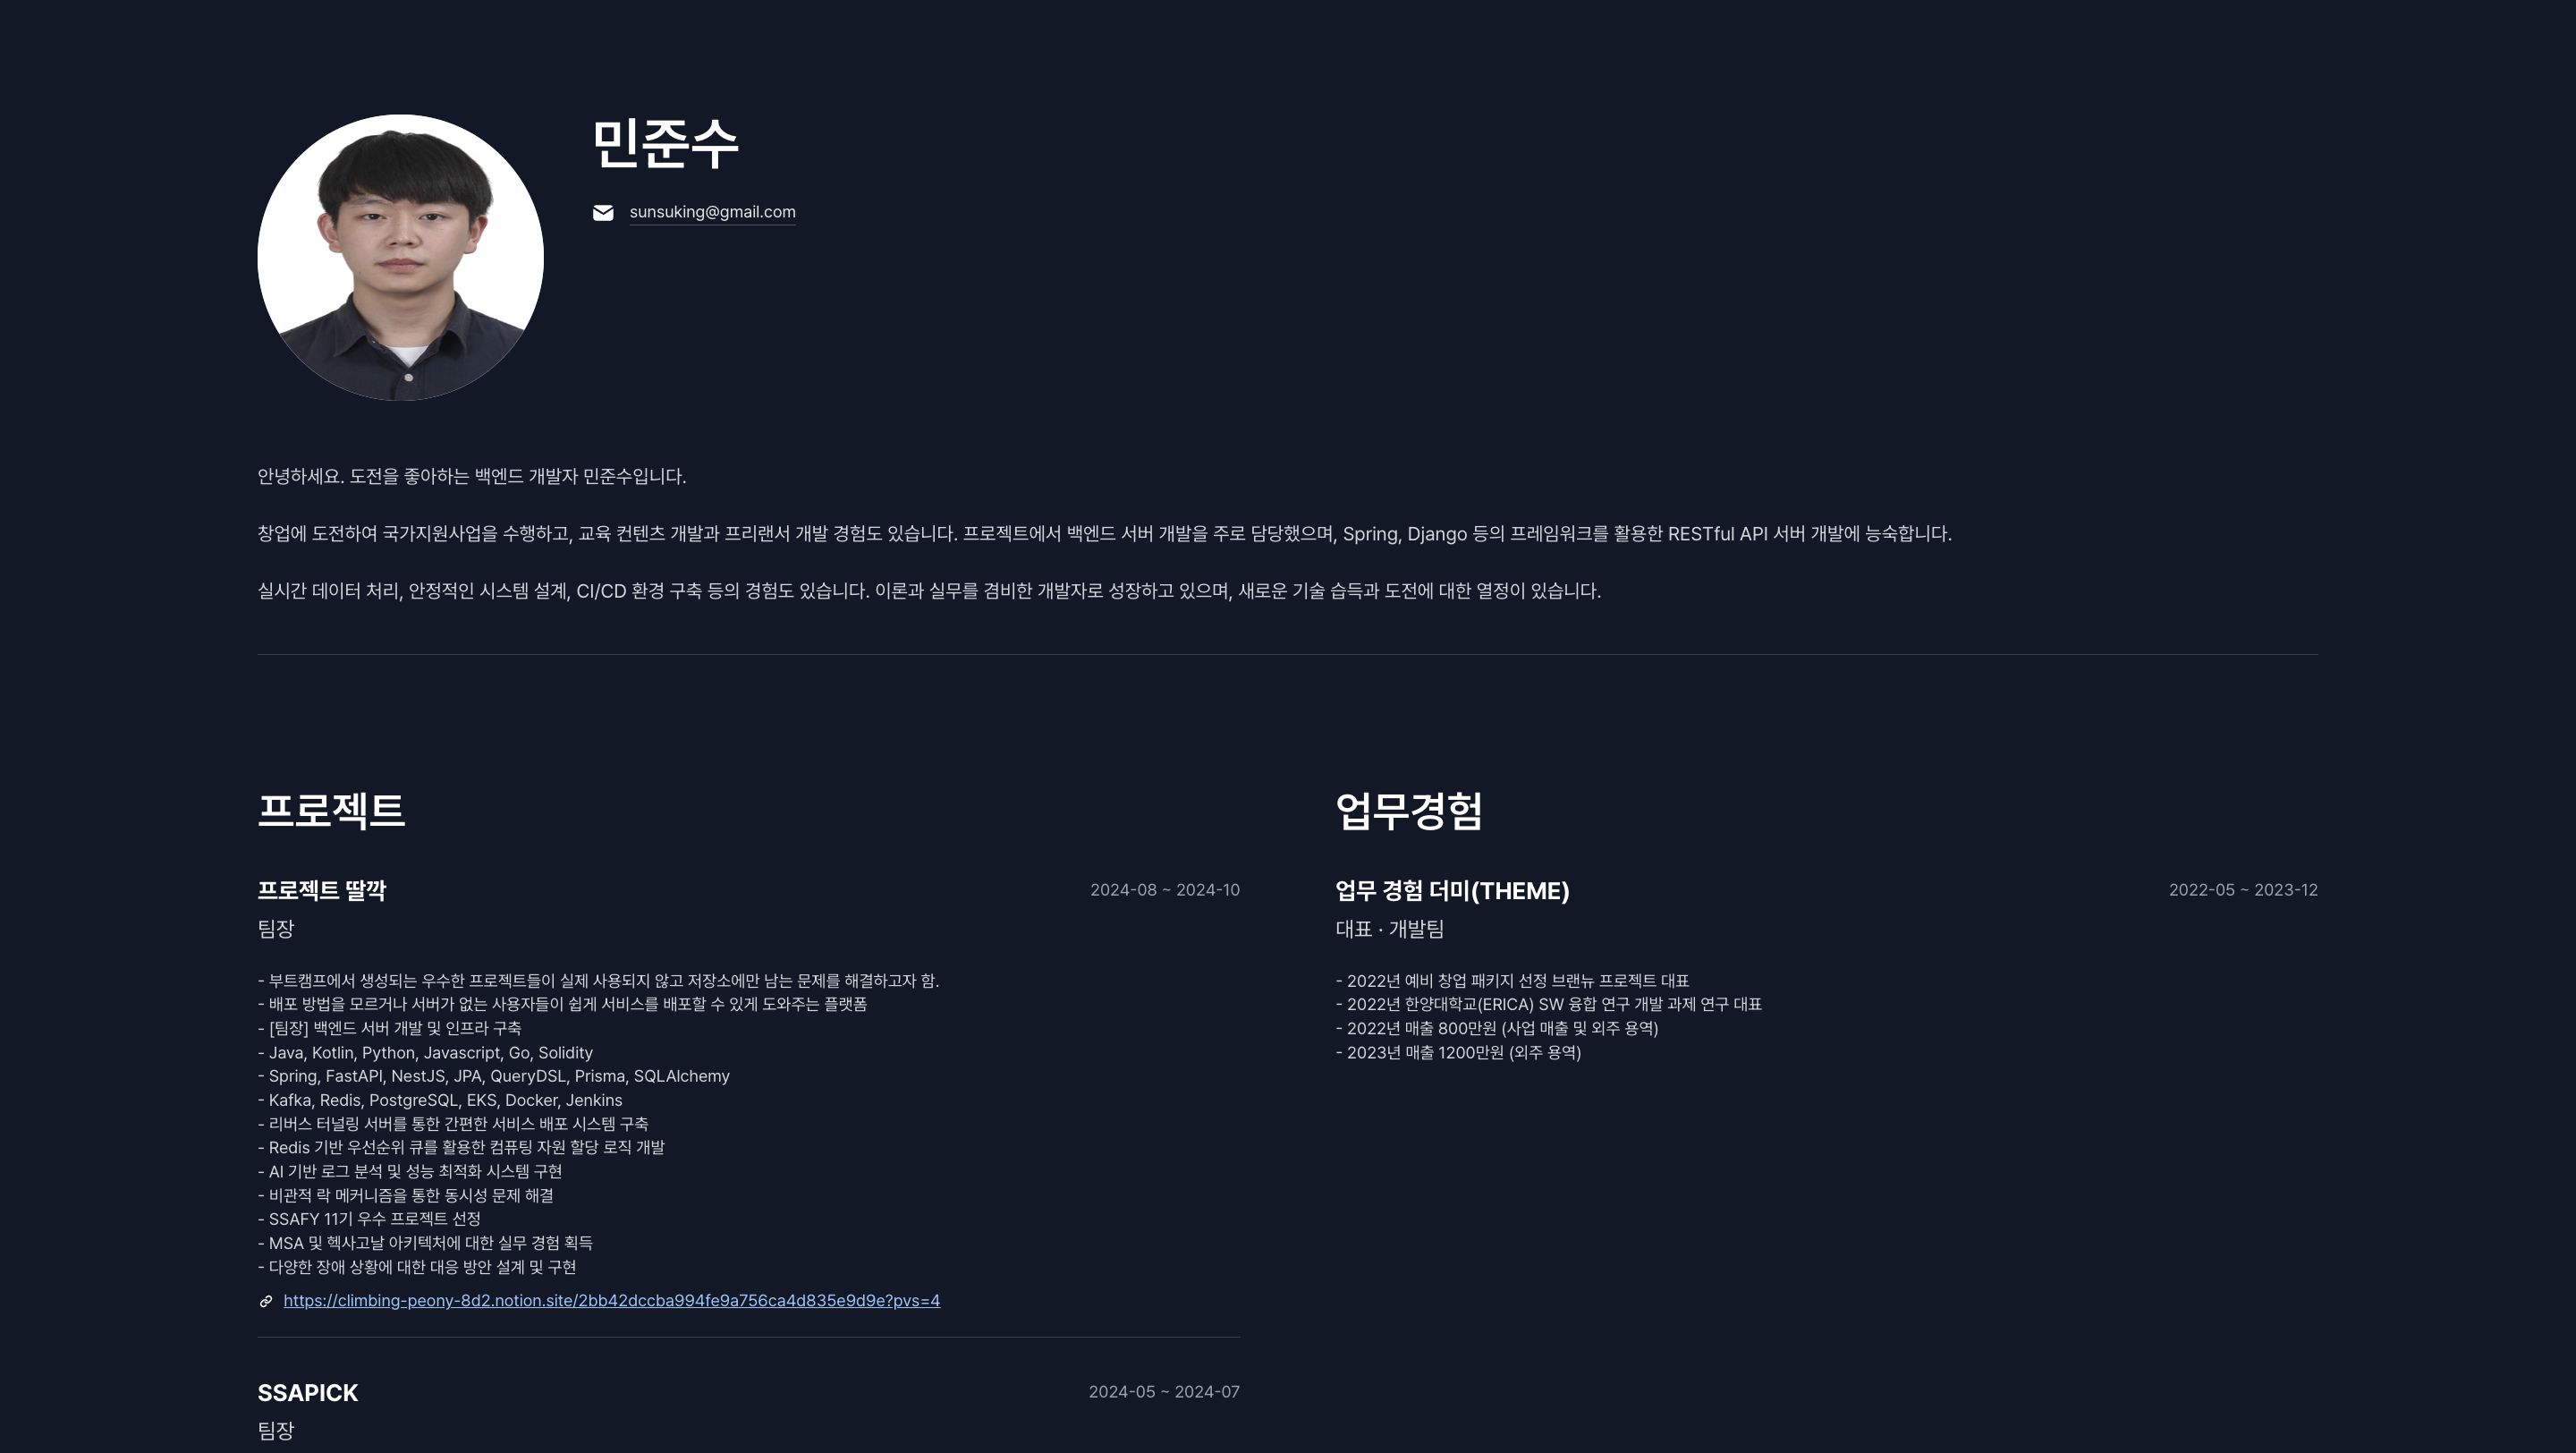 민준수
sunsuking@gmail.com
안녕하세요. 도전을 좋아하는 백엔드 개발자 민준수입니다.
창업에 도전하여 국가지원사업을 수행하고, 교육 컨텐츠 개발과 프리랜서 개발 경험도 있습니다. 프로젝트에서 백엔드 서버 개발을 주로 담당했으며, Spring, Django 등의 프레임워크를 활용한 RESTful API 서버 개발에 능숙합니다.
실시간 데이터 처리, 안정적인 시스템 설계, CI/CD 환경 구축 등의 경험도 있습니다. 이론과 실무를 겸비한 개발자로 성장하고 있으며, 새로운 기술 습득과 도전에 대한 열정이 있습니다.
프로젝트
프로젝트 딸깍
2024-08 ~ 2024-10
팀장
- 부트캠프에서 생성되는 우수한 프로젝트들이 실제 사용되지 않고 저장소에만 남는 문제를 해결하고자 함.
- 배포 방법을 모르거나 서버가 없는 사용자들이 쉽게 서비스를 배포할 수 있게 도와주는 플랫폼
- [팀장] 백엔드 서버 개발 및 인프라 구축
- Java, Kotlin, Python, Javascript, Go, Solidity
- Spring, FastAPI, NestJS, JPA, QueryDSL, Prisma, SQLAlchemy
- Kafka, Redis, PostgreSQL, EKS, Docker, Jenkins
- 리버스 터널링 서버를 통한 간편한 서비스 배포 시스템 구축
- Redis 기반 우선순위 큐를 활용한 컴퓨팅 자원 할당 로직 개발
- AI 기반 로그 분석 및 성능 최적화 시스템 구현
- 비관적 락 메커니즘을 통한 동시성 문제 해결
- SSAFY 11기 우수 프로젝트 선정
- MSA 및 헥사고날 아키텍처에 대한 실무 경험 획득
- 다양한 장애 상황에 대한 대응 방안 설계 및 구현
https://climbing-peony-8d2.notion.site/2bb42dccba994fe9a756ca4d835e9d9e?pvs=4
SSAPICK
2024-05 ~ 2024-07
팀장
업무경험
업무 경험 더미(THEME)
2022-05 ~ 2023-12
대표 · 개발팀
- 2022년 예비 창업 패키지 선정 브랜뉴 프로젝트 대표
- 2022년 한양대학교(ERICA) SW 융합 연구 개발 과제 연구 대표
- 2022년 매출 800만원 (사업 매출 및 외주 용역)
- 2023년 매출 1200만원 (외주 용역)